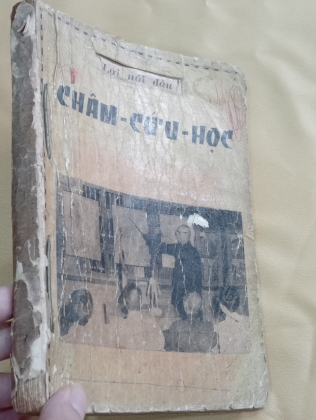 Lời nói đầu
CHÂM-CỨU-HỌC